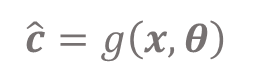 ĉ = g(x, θ)